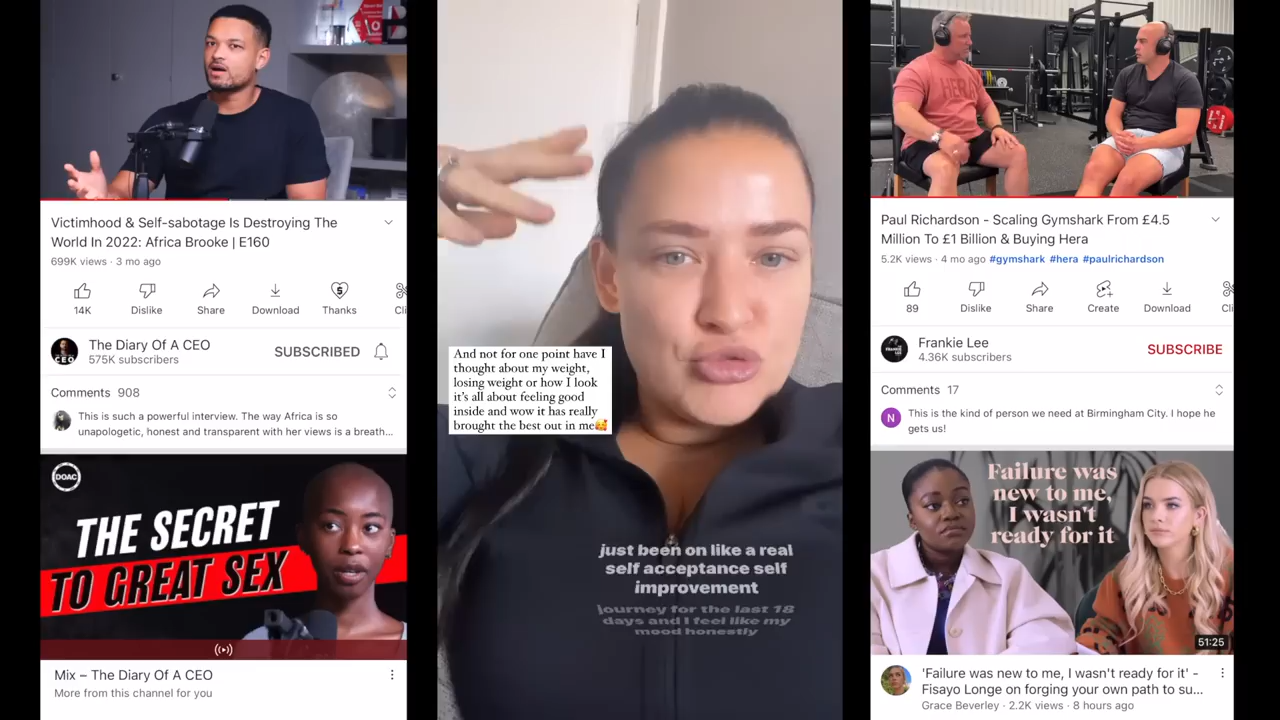 Victimhood & Self-sabotage Is Destroying The
World In 2022: Africa Brooke | E160
699K views · 3 mo ago
14K
Dislike
Share
Download
Thanks
Cli
CEO
The Diary Of A CEO
575K subscribers
SUBSCRIBED
Comments 908
This is such a powerful interview. The way Africa is so
unapologetic, honest and transparent with her views is a breath...
DOAC
THE SECRET
TO GREAT SEX
Mix – The Diary Of A CEO
More from this channel for you
And not for one point have I
thought about my weight,
losing weight or how I look
it's all about feeling good
inside and wow it has really
brought the best out in me🥰
just been on like a real
self acceptance self
improvement
journey for the last 18
days and I feel like my
mood honestly
HERA
Paul Richardson - Scaling Gymshark From £4.5
Million To £1 Billion & Buying Hera
5.2K views · 4 mo ago #gymshark #hera #paulrichardson
89
Dislike
Share
Create
Download
Cli
Frankie Lee
4.36K subscribers
SUBSCRIBE
Comments 17
N
This is the kind of person we need at Birmingham City. I hope he
gets us!
Failure was
new to me,
I wasn't
ready for it
51:25
'Failure was new to me, I wasn't ready for it' -
Fisayo Longe on forging your own path to su...
Grace Beverley · 2.2K views · 8 hours ago